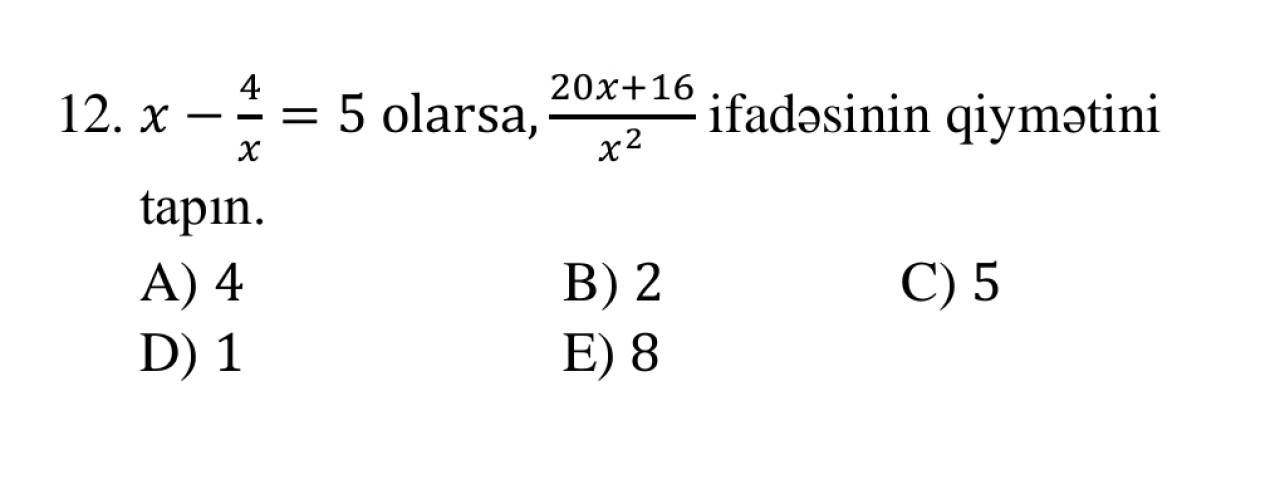 12. x − 4/x = 5 olarsa, (20x+16)/x² ifadəsinin qiymətini
tapın.
A) 4 B) 2 C) 5
D) 1 E) 8